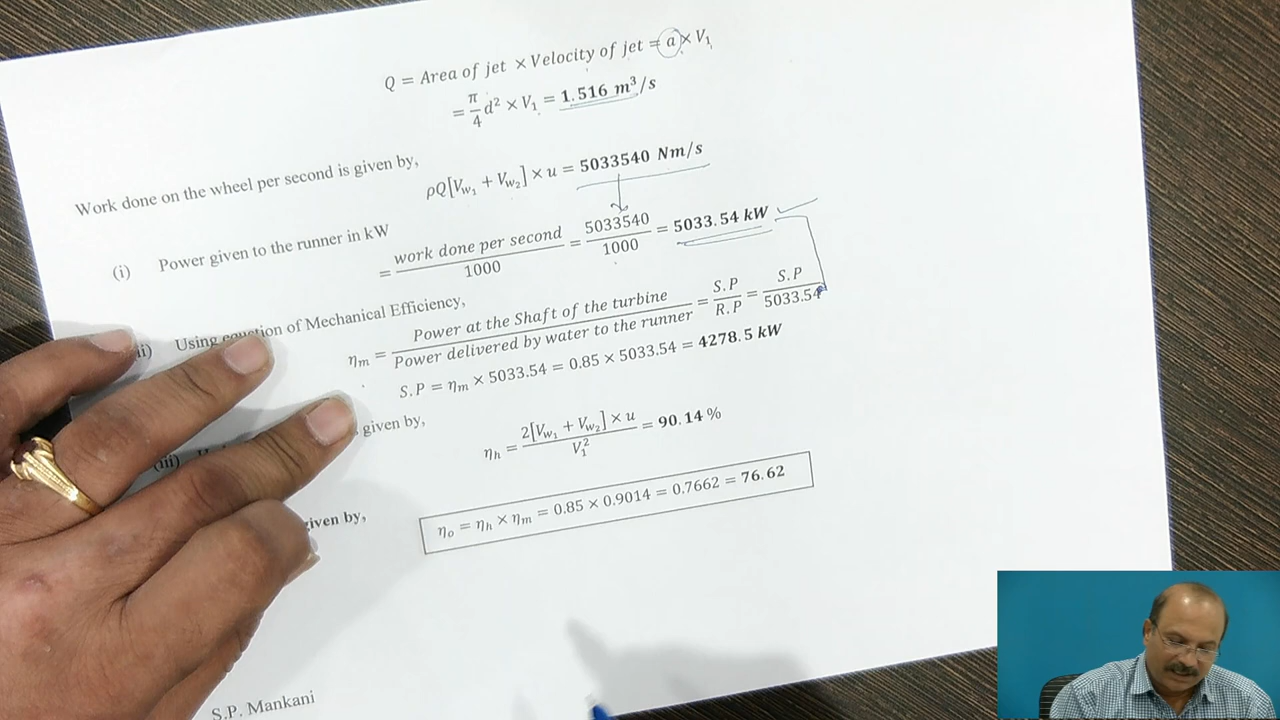 Q = Area of jet × Velocity of jet = a × V₁
= π/4 d² × V₁ = 1.516 m³/s
Work done on the wheel per second is given by,
ρQ[V_w₁ + V_w₂] × u = 5033540 Nm/s
(i) Power given to the runner in kW
= work done per second/1000 = 5033540/1000 = 5033.54 kW
Using equation of Mechanical Efficiency,
η_m = Power at the Shaft of the turbine/Power delivered by water to the runner = S.P/R.P = S.P/5033.54
S.P = η_m × 5033.54 = 0.85 × 5033.54 = 4278.5 kW
(iii) given by,
η_h = 2[V_w₁ + V_w₂] × u/V₁² = 90.14 %
given by,
η_o = η_h × η_m = 0.85 × 0.9014 = 0.7662 = 76.62
S.P. Mankani